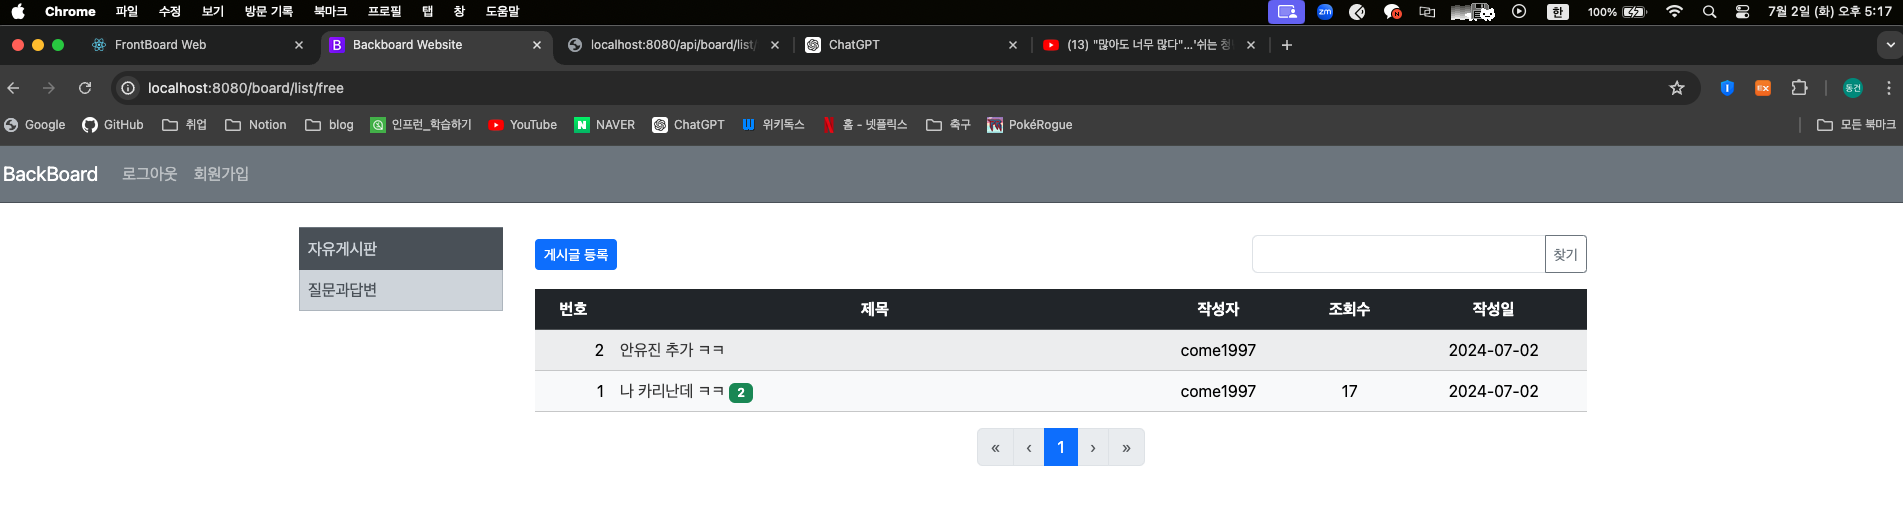 Chrome 파일 수정 보기 방문 기록 북마크 프로필 탭 창 도움말 zm 한 100% 7월 2일 (화) 오후 5:17
FrontBoard Web B Backboard Website localhost:8080/api/board/list/ ChatGPT (13) "많아도 너무 많다"...'쉬는 청
localhost:8080/board/list/free 동건
Google GitHub 취업 Notion blog 인프런_학습하기 YouTube NAVER ChatGPT 위키독스 홈 - 넷플릭스 축구 PokéRogue 모든 북마크
BackBoard 로그아웃 회원가입
자유게시판 게시글 등록 찾기
질문과답변
번호 제목 작성자 조회수 작성일
2 안유진 추가 ㅋㅋ come1997 2024-07-02
1 나 카리난데 ㅋㅋ 2 come1997 17 2024-07-02
« ‹ 1 › »